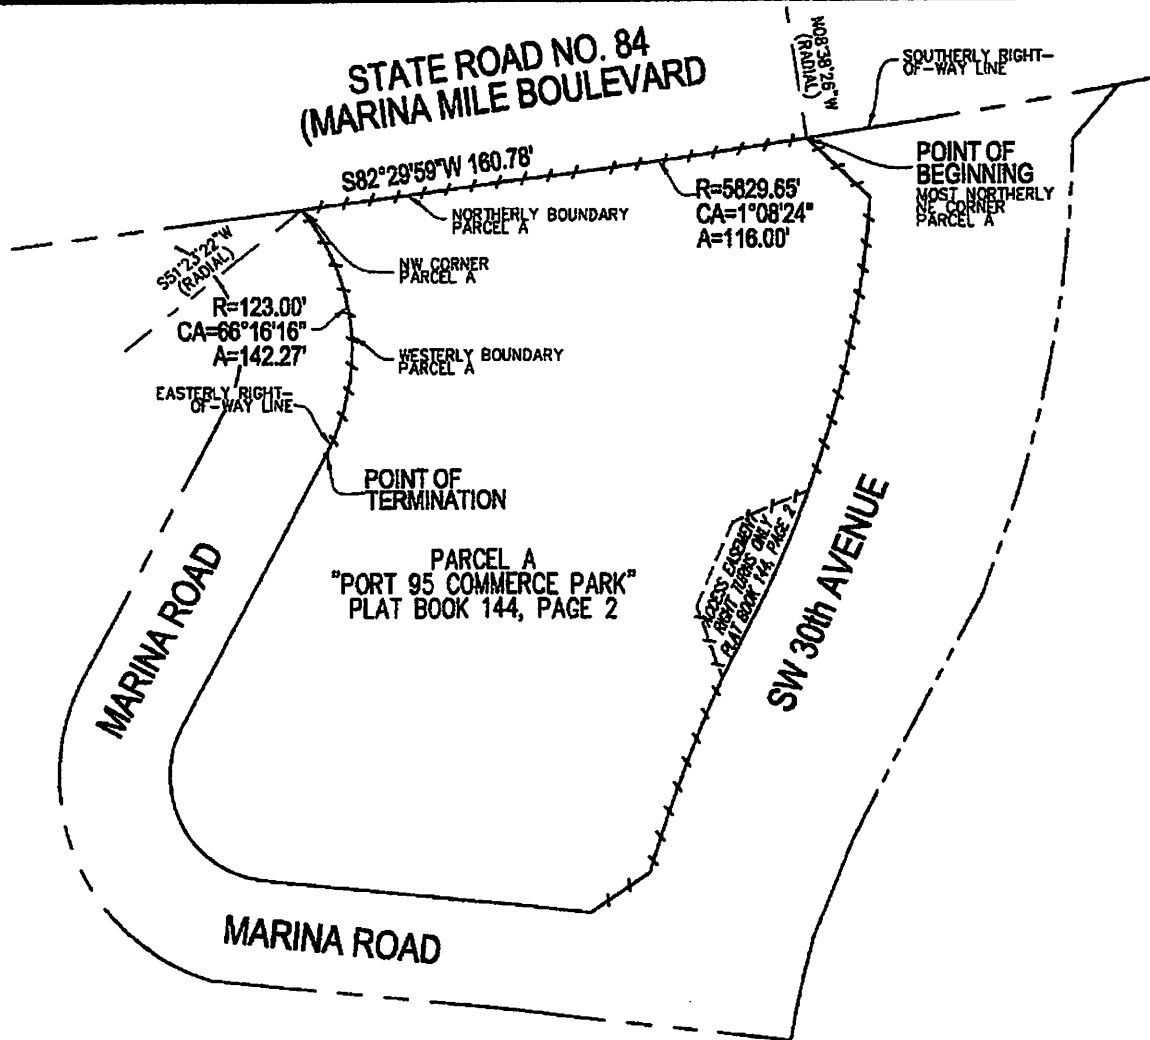 STATE ROAD NO. 84
(MARINA MILE BOULEVARD
N08°38'26"W
(RADIAL)
SOUTHERLY RIGHT-
OF-WAY LINE
POINT OF
BEGINNING
MOST NORTHERLY
NE CORNER
PARCEL A
S82°29'59"W 160.78'
R=5829.65'
CA=1°08'24"
A=116.00'
NORTHERLY BOUNDARY
PARCEL A
S51°23'22"W
(RADIAL)
NW CORNER
PARCEL A
R=123.00'
CA=66°16'16"
A=142.27'
WESTERLY BOUNDARY
PARCEL A
EASTERLY RIGHT-
OF-WAY LINE
POINT OF
TERMINATION
PARCEL A
"PORT 95 COMMERCE PARK"
PLAT BOOK 144, PAGE 2
ACCESS EASEMENT
RIGHT TURNS ONLY
PLAT BOOK 144, PAGE 2
SW 30th AVENUE
MARINA ROAD
MARINA ROAD